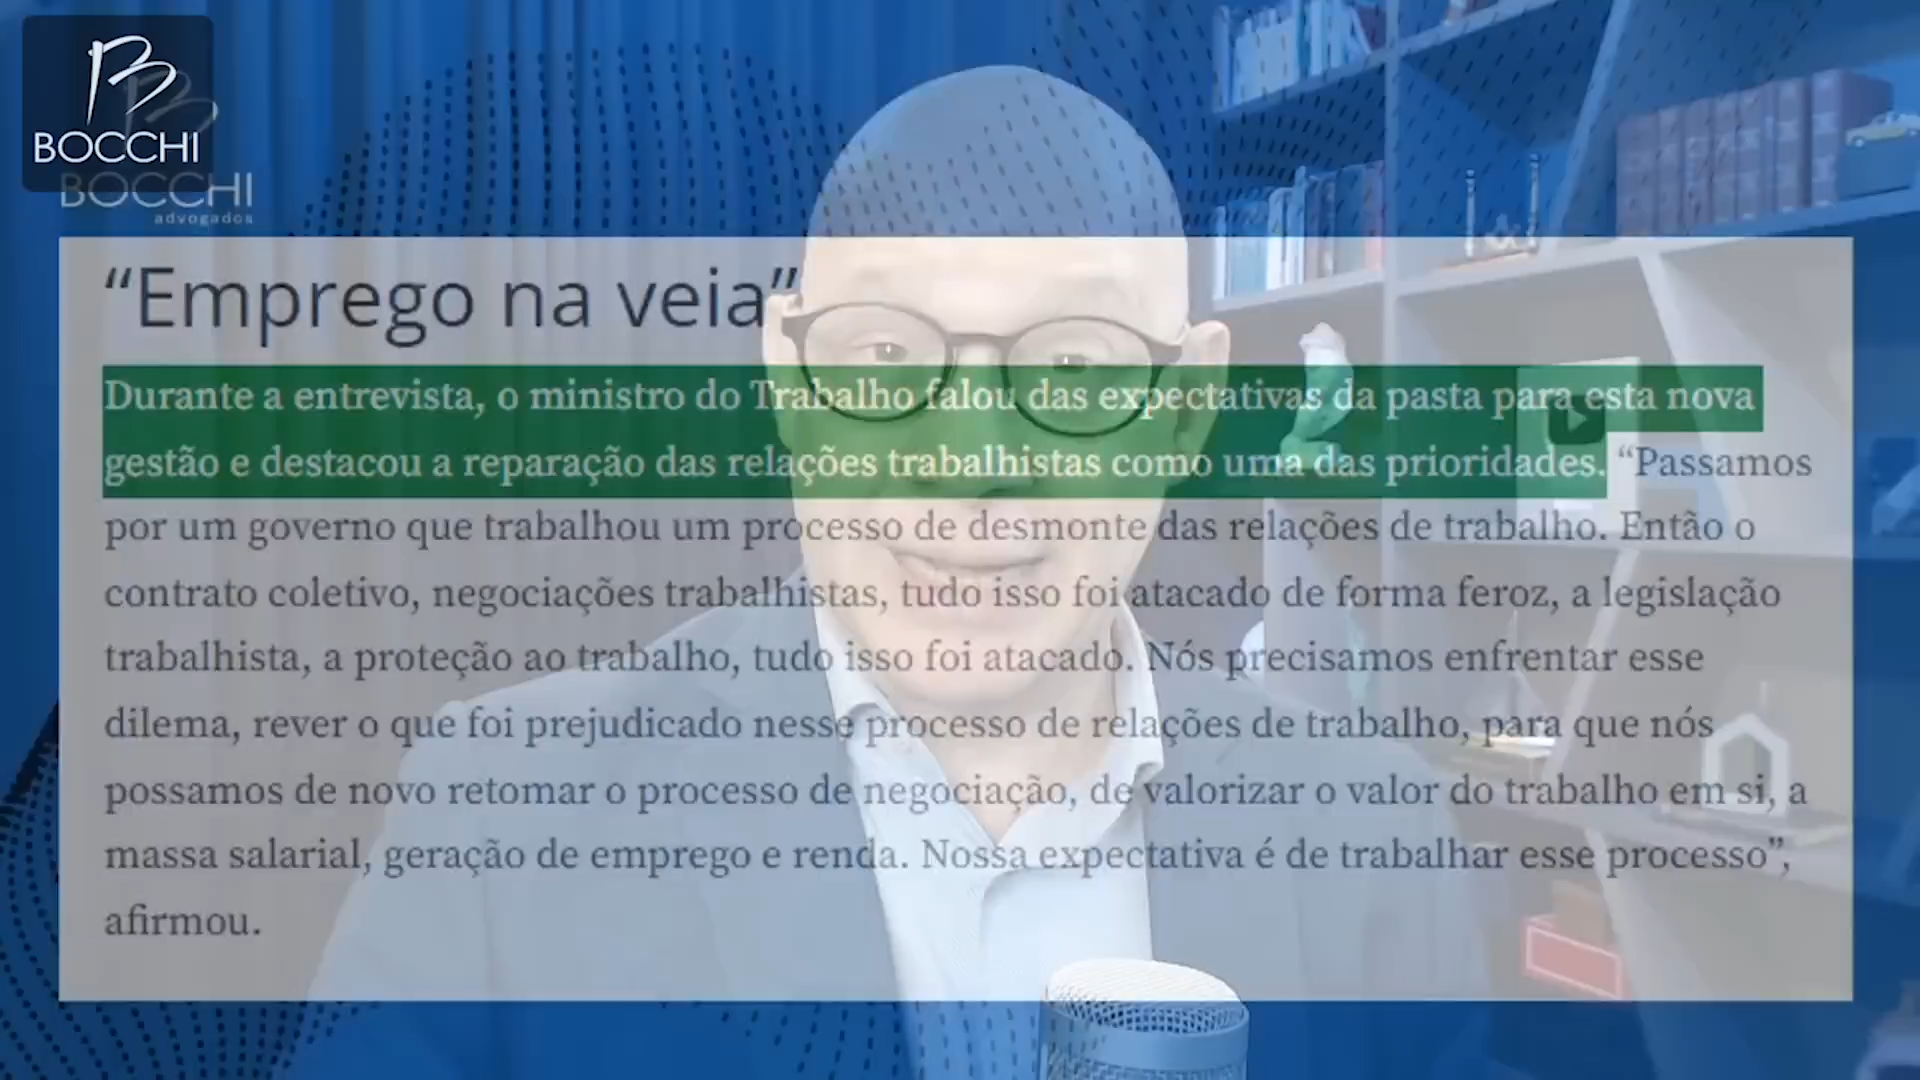 BOCCHI
BOCCHI
advogados
“Emprego na veia”
Durante a entrevista, o ministro do Trabalho falou das expectativas da pasta para esta nova
gestão e destacou a reparação das relações trabalhistas como uma das prioridades. “Passamos
por um governo que trabalhou um processo de desmonte das relações de trabalho. Então o
contrato coletivo, negociações trabalhistas, tudo isso foi atacado de forma feroz, a legislação
trabalhista, a proteção ao trabalho, tudo isso foi atacado. Nós precisamos enfrentar esse
dilema, rever o que foi prejudicado nesse processo de relações de trabalho, para que nós
possamos de novo retomar o processo de negociação, de valorizar o valor do trabalho em si, a
massa salarial, geração de emprego e renda. Nossa expectativa é de trabalhar esse processo”,
afirmou.